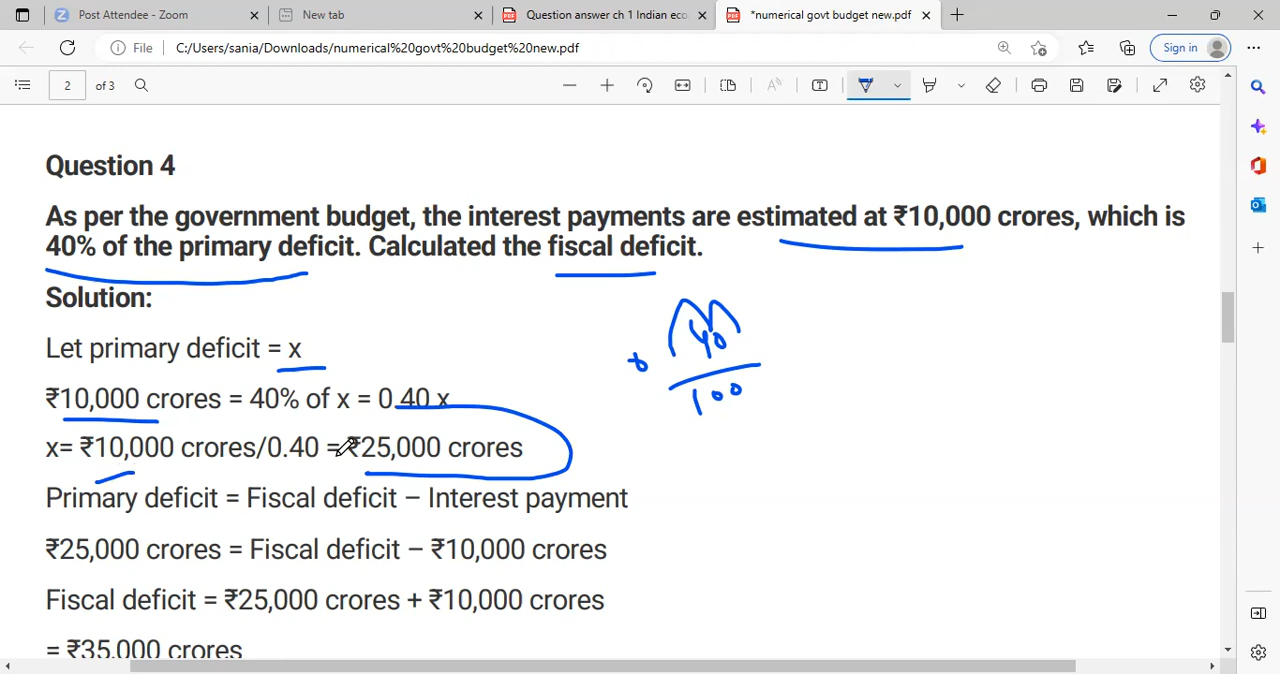 Post Attendee - Zoom
New tab
Question answer ch 1 Indian eco
*numerical govt budget new.pdf
File
C:/Users/sania/Downloads/numerical%20govt%20budget%20new.pdf
Sign in
2 of 3
Question 4
As per the government budget, the interest payments are estimated at ₹10,000 crores, which is
40% of the primary deficit. Calculated the fiscal deficit.
Solution:
Let primary deficit = x
40
100
₹10,000 crores = 40% of x = 0.40 x
x= ₹10,000 crores/0.40 = ₹25,000 crores
Primary deficit = Fiscal deficit – Interest payment
₹25,000 crores = Fiscal deficit – ₹10,000 crores
Fiscal deficit = ₹25,000 crores + ₹10,000 crores
= ₹35,000 crores